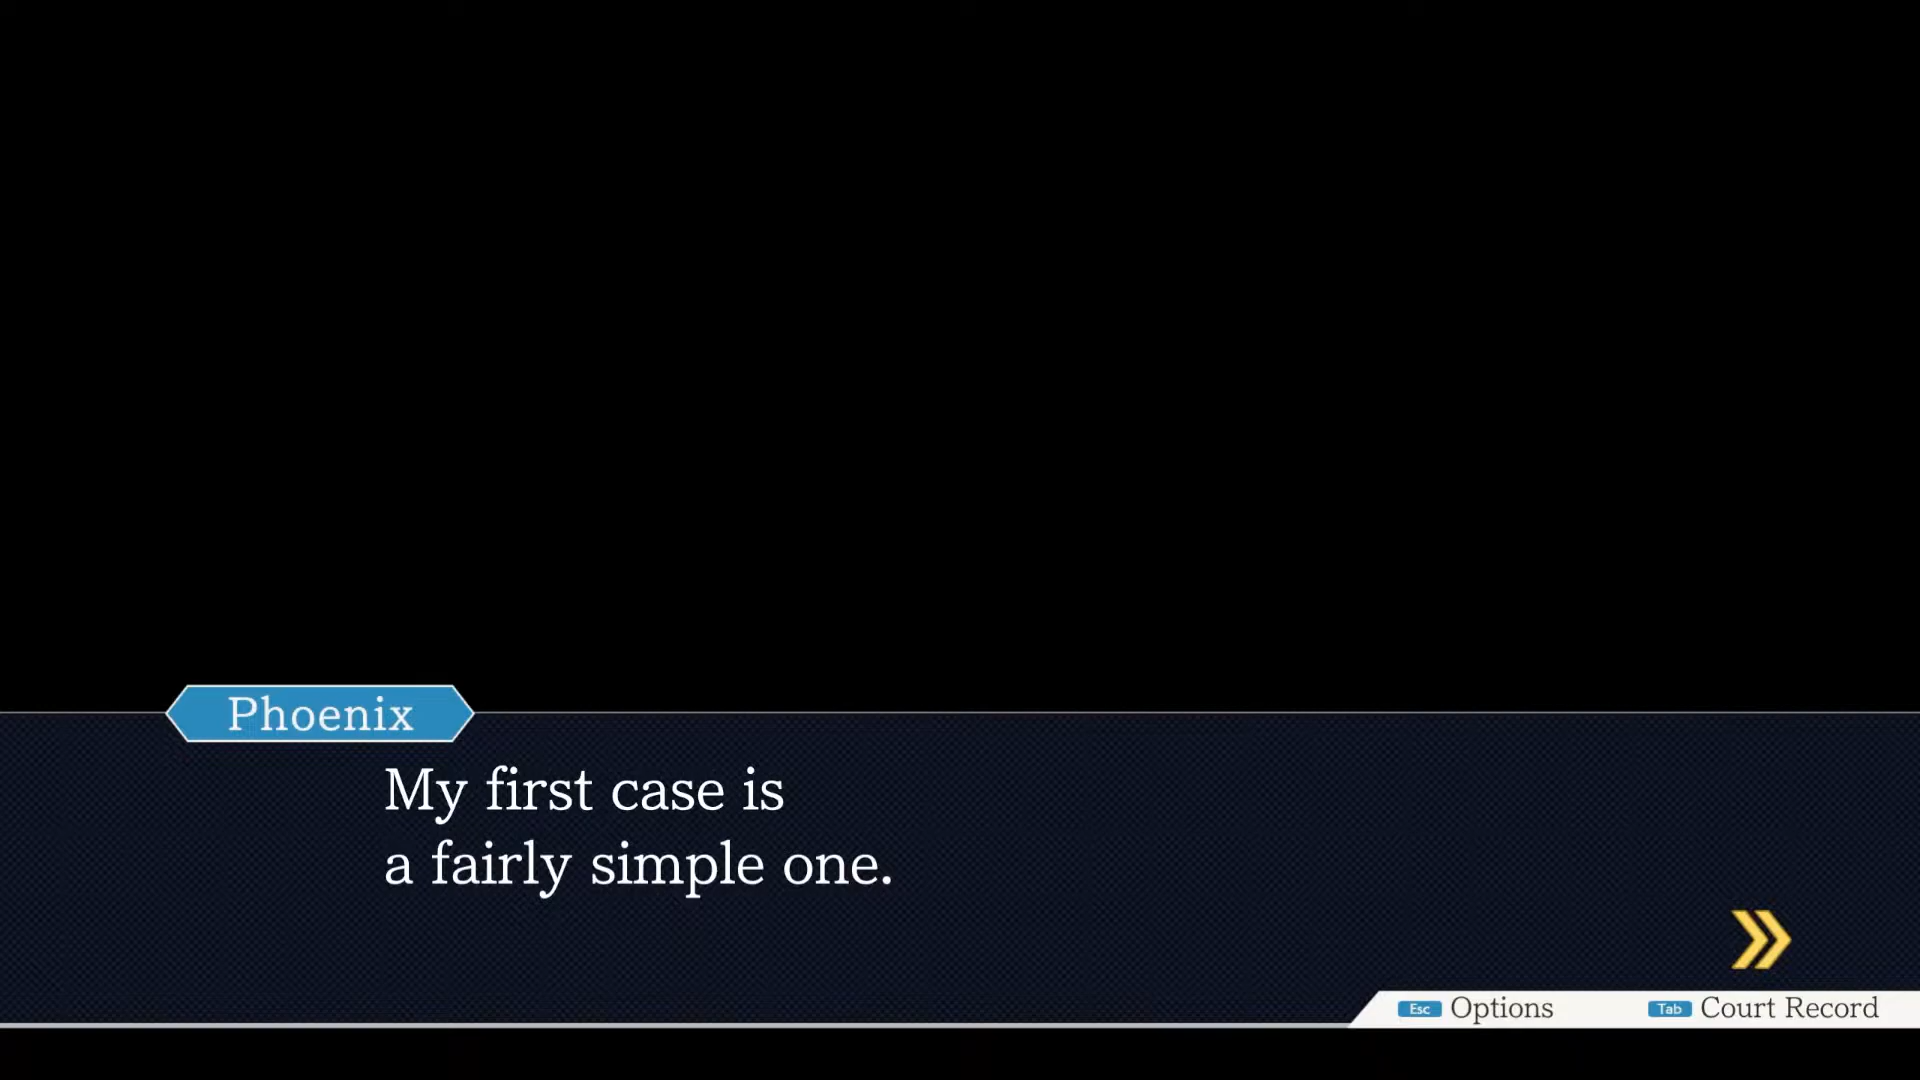 Phoenix
My first case is
a fairly simple one.
Esc Options Tab Court Record